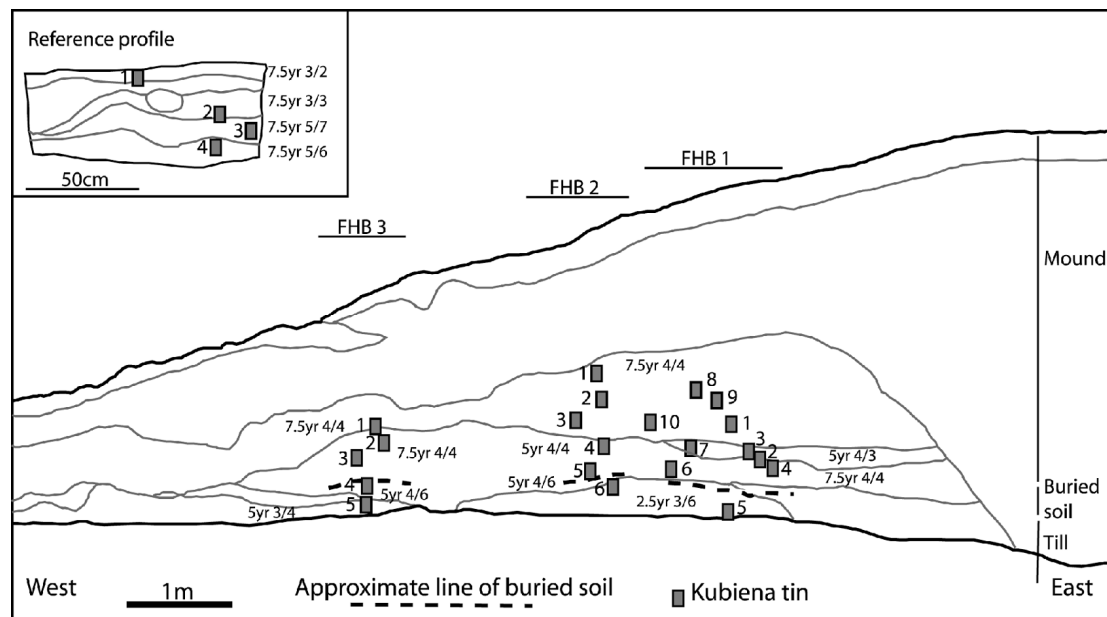 Reference profile
1
7.5yr 3/2
7.5yr 3/3
2
7.5yr 5/7
3
4
7.5yr 5/6
50cm
FHB 1
FHB 2
FHB 3
Mound
1
7.5yr 4/4
8
2
9
3
10
1
7.5yr 4/4
1
2
7.5yr 4/4
4
5yr 4/4
7
3
5yr 4/3
3
2
5
6
4
7.5yr 4/4
4
5yr 4/6
5yr 4/6
6
Buried
soil
5
5yr 3/4
2.5yr 3/6
5
Till
West
1m
Approximate line of buried soil
Kubiena tin
East